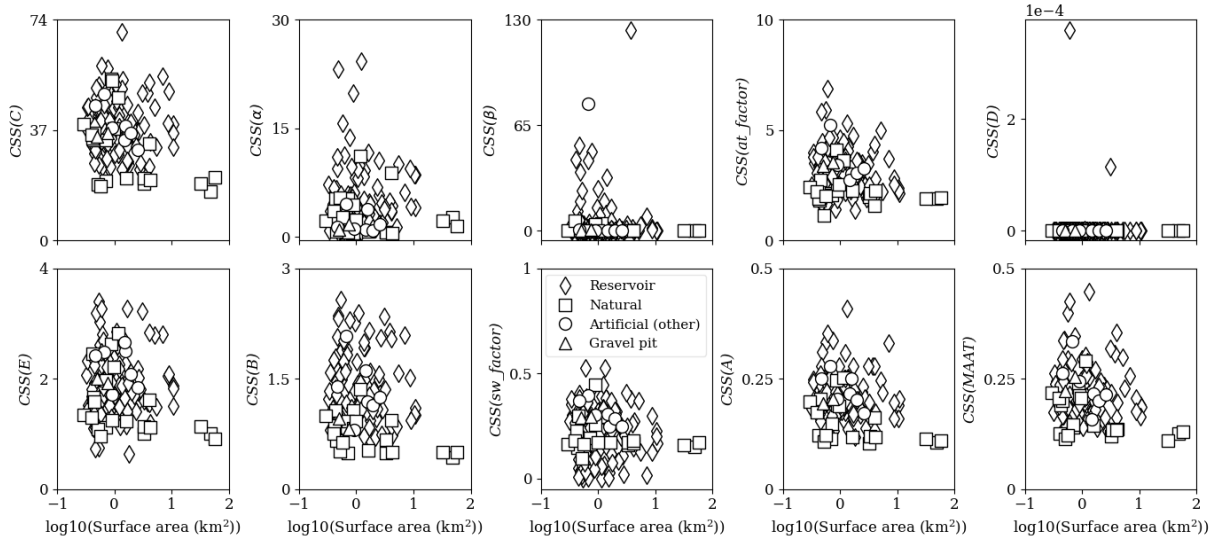 74
37
0
CSS(C)
30
15
0
CSS(α)
130
65
0
CSS(β)
10
5
0
CSS(at_factor)
1e−4
2
0
CSS(D)
4
2
0
CSS(E)
−1 0 1 2
log10(Surface area (km²))
3
1.5
0
CSS(B)
−1 0 1 2
log10(Surface area (km²))
1
0.5
0
CSS(sw_factor)
Reservoir
Natural
Artificial (other)
Gravel pit
−1 0 1 2
log10(Surface area (km²))
0.5
0.25
0
CSS(A)
−1 0 1 2
log10(Surface area (km²))
0.5
0.25
0
CSS(MAAT)
−1 0 1 2
log10(Surface area (km²))